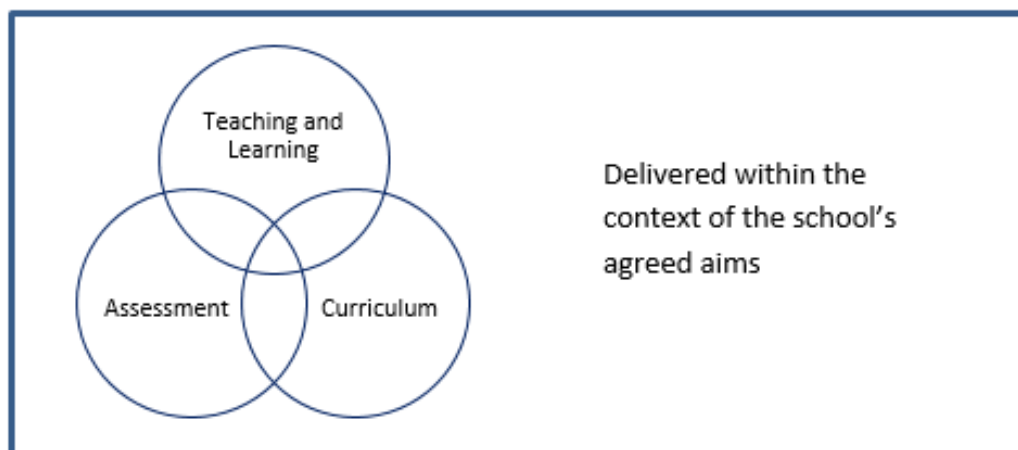 Teaching and
Learning
Assessment
Curriculum
Delivered within the
context of the school’s
agreed aims